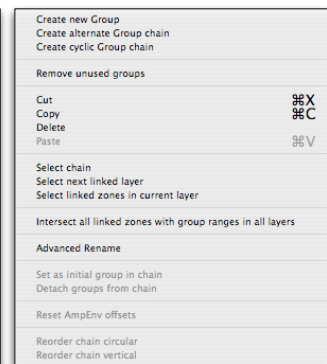 Create new Group
Create alternate Group chain
Create cyclic Group chain
Remove unused groups
Cut ⌘X
Copy ⌘C
Delete
Paste ⌘V
Select chain
Select next linked layer
Select linked zones in current layer
Intersect all linked zones with group ranges in all layers
Advanced Rename
Set as initial group in chain
Detach groups from chain
Reset AmpEnv offsets
Reorder chain circular
Reorder chain vertical